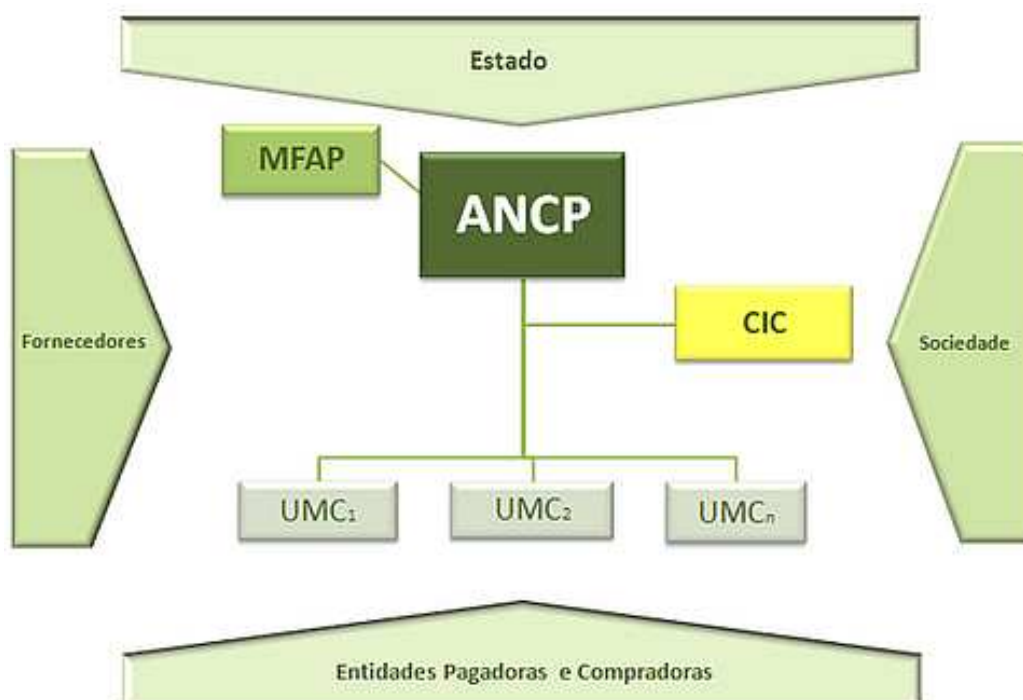 Estado
MFAP
ANCP
Fornecedores
CIC
Sociedade
UMC₁
UMC₂
UMCₙ
Entidades Pagadoras e Compradoras